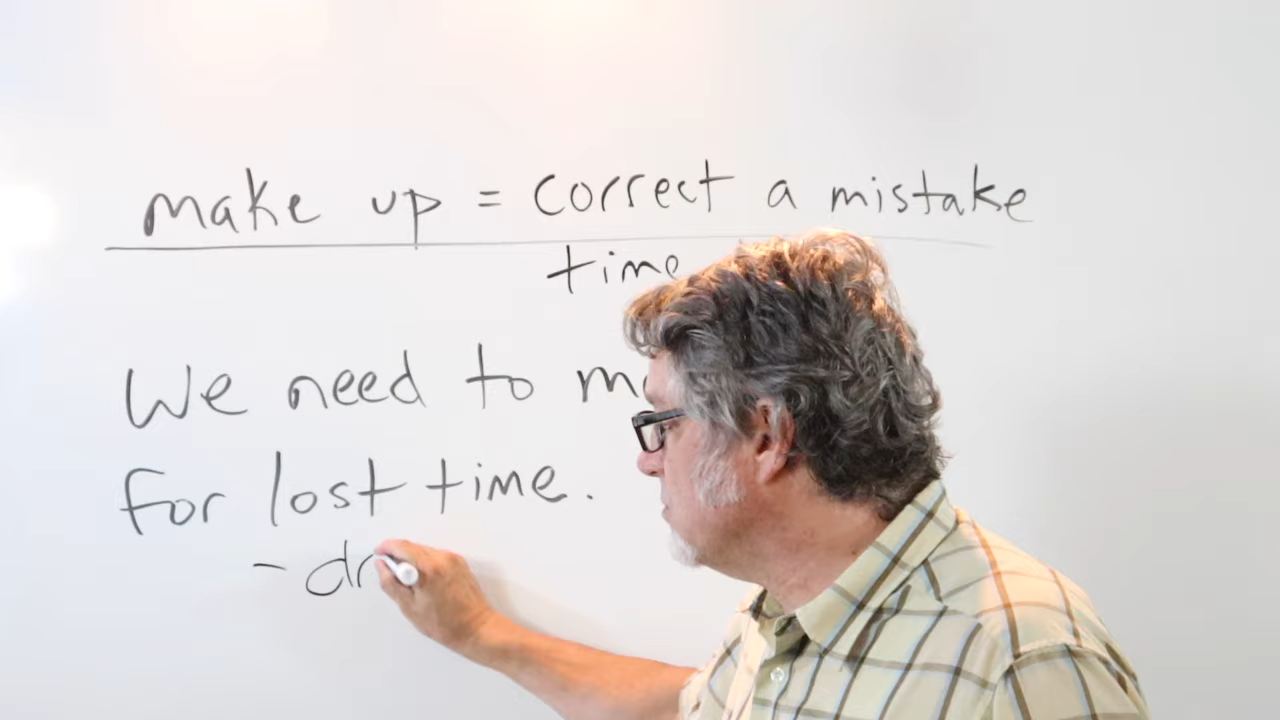 make up = correct a mistake
time
We need to
for lost time.
- dr